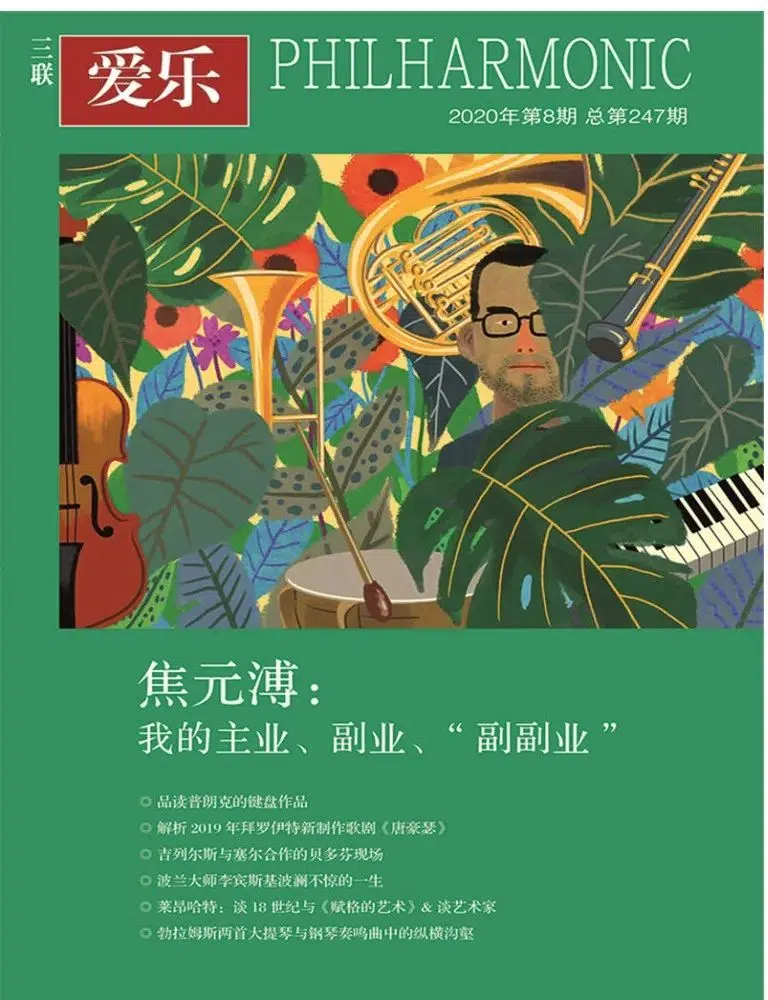 三联
爱乐
PHILHARMONIC
2020年第8期 总第247期
焦元溥：
我的主业、副业、“副副业”
◎ 品读普朗克的键盘作品
◎ 解析 2019 年拜罗伊特新制作歌剧《唐豪瑟》
◎ 吉列尔斯与塞尔合作的贝多芬现场
◎ 波兰大师李宾斯基波澜不惊的一生
◎ 莱昂哈特：谈 18 世纪与《赋格的艺术》& 谈艺术家
◎ 勃拉姆斯两首大提琴与钢琴奏鸣曲中的纵横沟壑